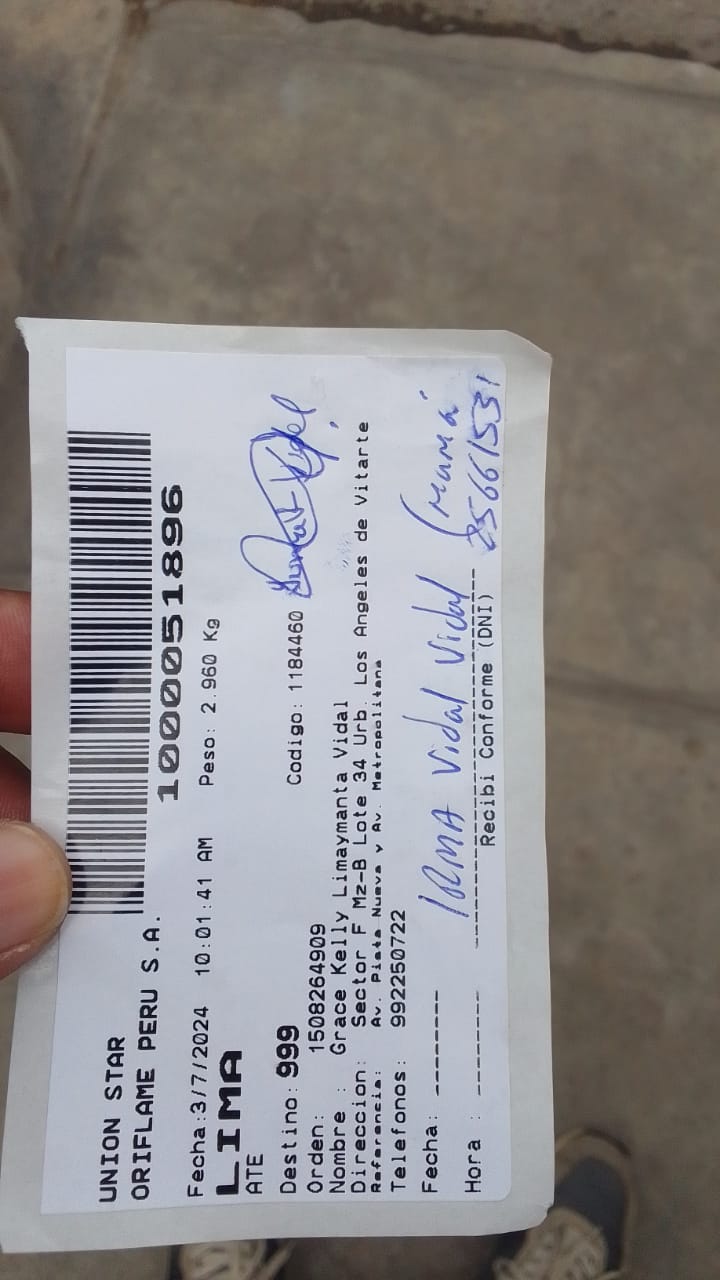 1000051896
UNION STAR
ORIFLAME PERU S.A.
Fecha:3/7/2024 10:01:41 AM Peso: 2.960 Kg
LIMA
ATE
Destino: 999 Codigo: 1184460
Orden: 1508264909
Nombre : Grace Kelly Limaymanta Vidal
Direccion: Sector F Mz-B Lote 34 Urb. Los Angeles de Vitarte
Referencia: Av. Pista Nueva y Av. Metropolitana
Telefonos: 992250722
Fecha: --------
IRMA Vidal Vidal (mamá
25661531
Hora : --------
Recibi Conforme (DNI)